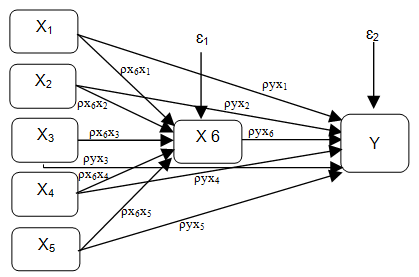 X₁
ε₁
ε₂
ρx₆x₁
ρyx₁
X₂
ρx₆x₂
ρyx₂
X₃
ρx₆x₃
X 6
ρyx₆
Y
ρyx₃
ρx₆x₄
ρyx₄
X₄
ρx₆x₅
ρyx₅
X₅